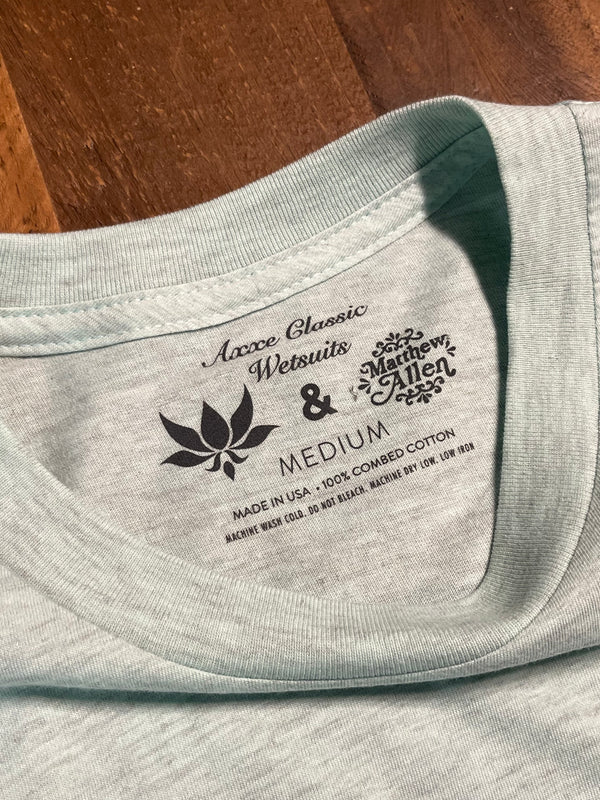 Axxe Classic
Wetsuits
&
Matthew
Allen
MEDIUM
MADE IN USA • 100% COMBED COTTON
MACHINE WASH COLD. DO NOT BLEACH. MACHINE DRY LOW. LOW IRON